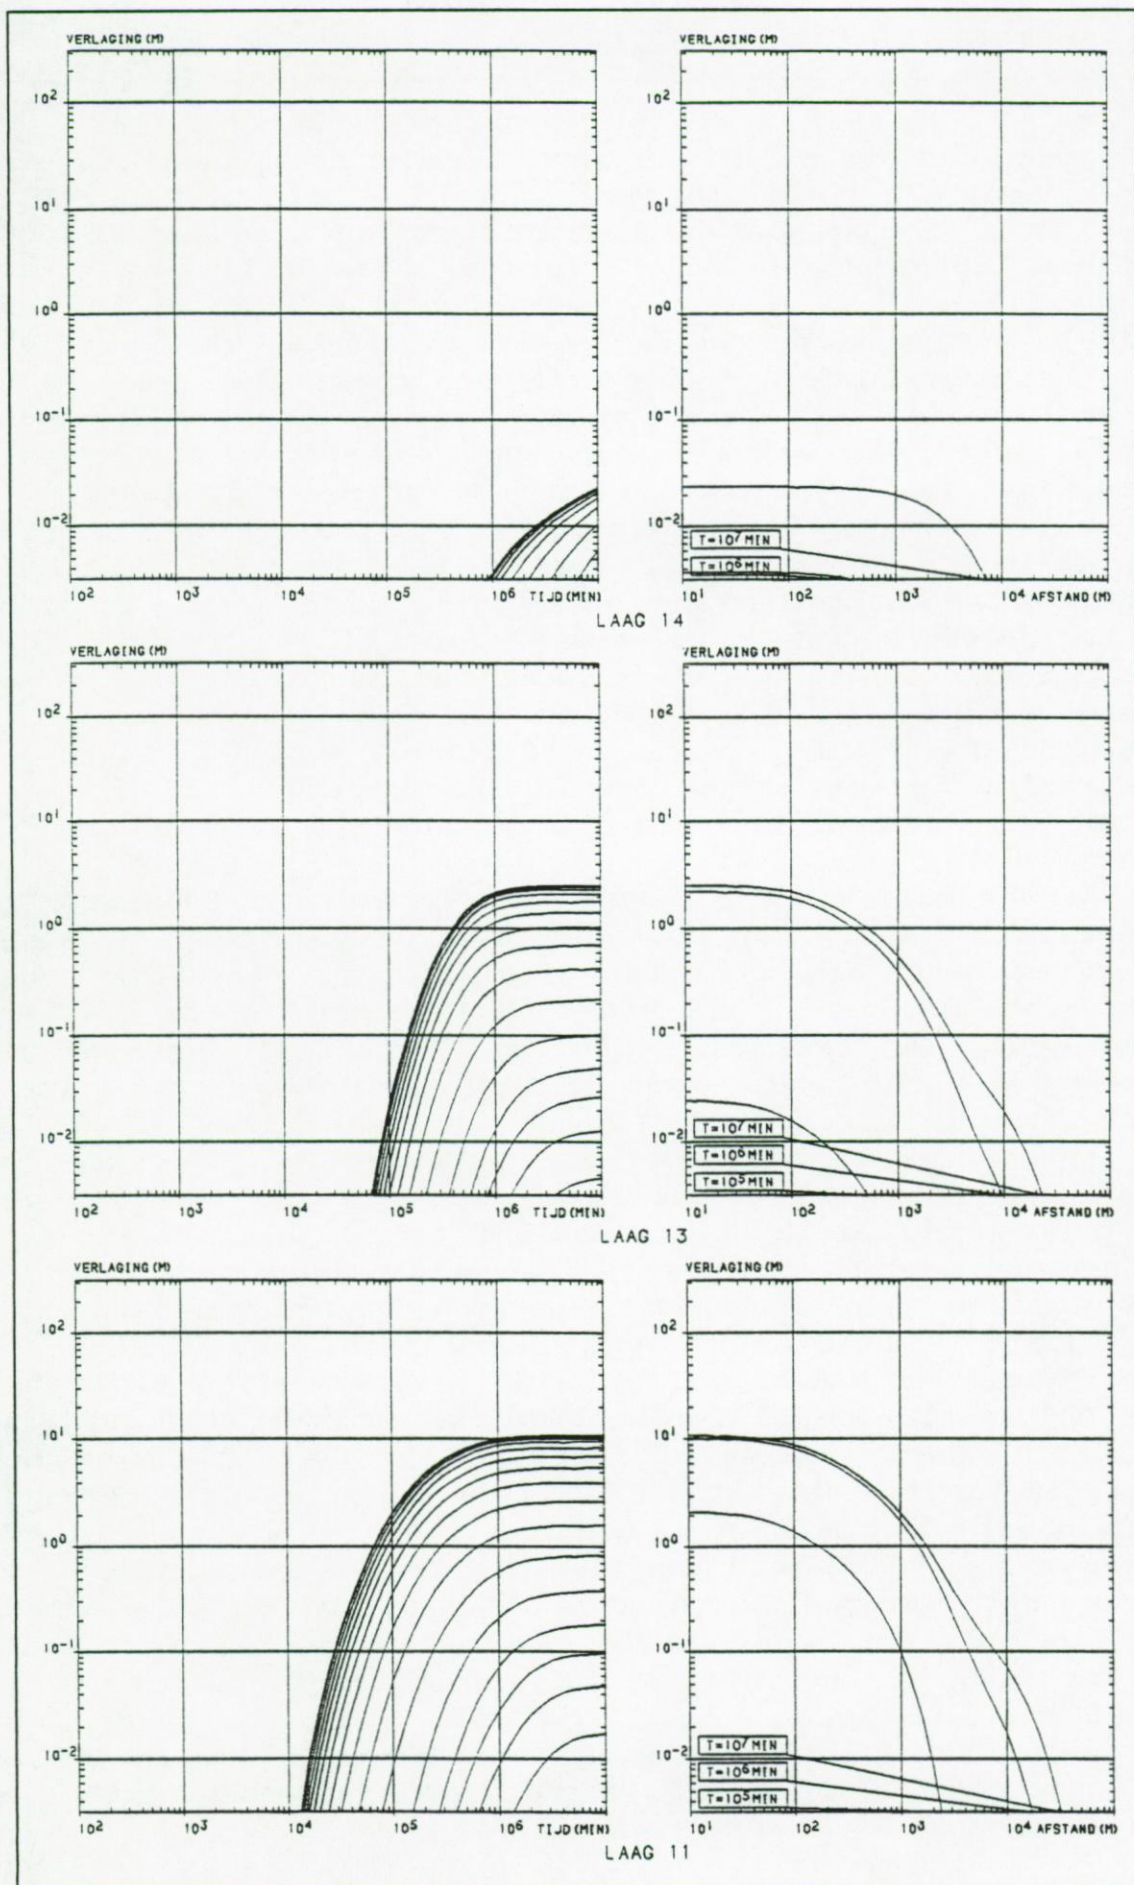 VERLAGING(M)
10²
10¹
10⁰
10⁻¹
10⁻²
10² 10³ 10⁴ 10⁵ 10⁶ TIJD(MIN)
VERLAGING(M)
10²
10¹
10⁰
10⁻¹
10⁻²
T=10⁷MIN
T=10⁶MIN
10¹ 10² 10³ 10⁴ AFSTAND(M)
LAAG 14
VERLAGING(M)
10²
10¹
10⁰
10⁻¹
10⁻²
10² 10³ 10⁴ 10⁵ 10⁶ TIJD(MIN)
VERLAGING(M)
10²
10¹
10⁰
10⁻¹
10⁻²
T=10⁷MIN
T=10⁶MIN
T=10⁵MIN
10¹ 10² 10³ 10⁴ AFSTAND(M)
LAAG 13
VERLAGING(M)
10²
10¹
10⁰
10⁻¹
10⁻²
10² 10³ 10⁴ 10⁵ 10⁶ TIJD(MIN)
VERLAGING(M)
10²
10¹
10⁰
10⁻¹
10⁻²
T=10⁷MIN
T=10⁶MIN
T=10⁵MIN
10¹ 10² 10³ 10⁴ AFSTAND(M)
LAAG 11